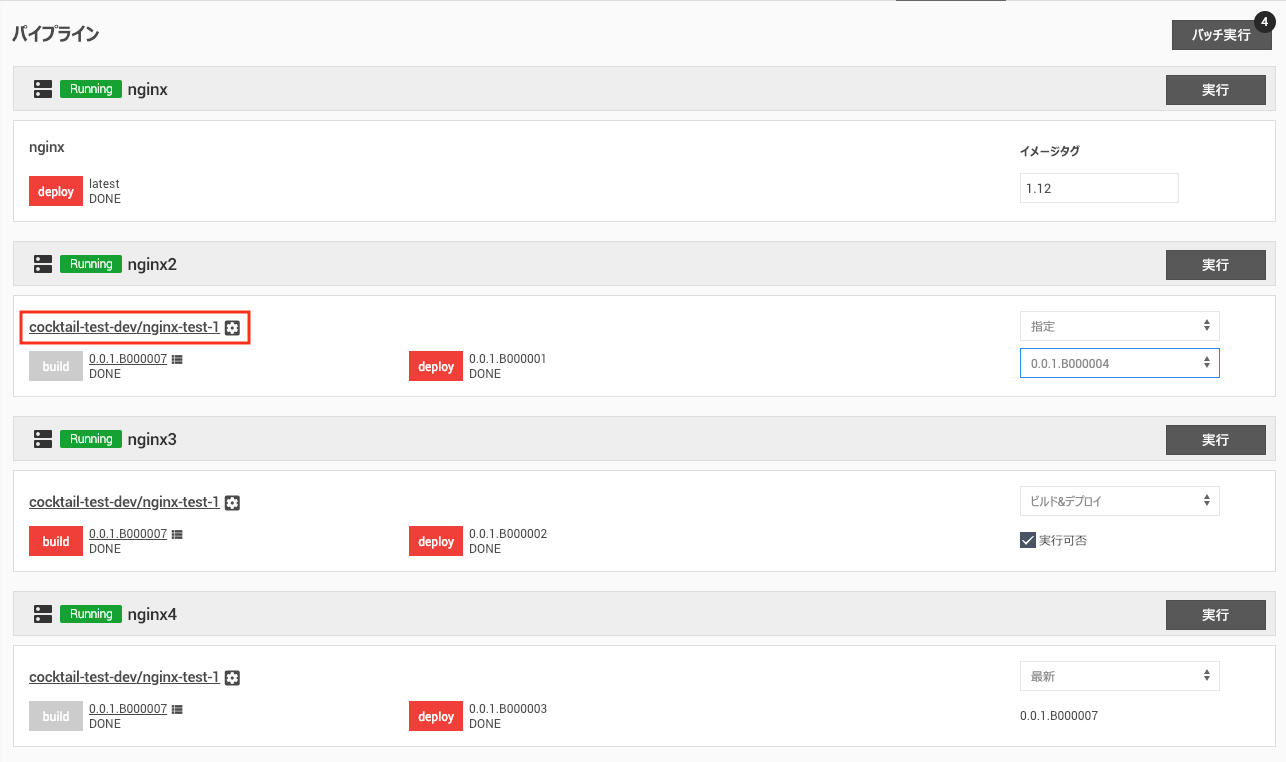 パイプライン
バッチ実行 4
Running nginx 実行
nginx
イメージタグ
deploy latest DONE
1.12
Running nginx2 実行
cocktail-test-dev/nginx-test-1
指定
build 0.0.1.B000007 DONE
deploy 0.0.1.B000001 DONE
0.0.1.B000004
Running nginx3 実行
cocktail-test-dev/nginx-test-1
ビルド&デプロイ
build 0.0.1.B000007 DONE
deploy 0.0.1.B000002 DONE
実行可否
Running nginx4 実行
cocktail-test-dev/nginx-test-1
最新
build 0.0.1.B000007 DONE
deploy 0.0.1.B000003 DONE
0.0.1.B000007